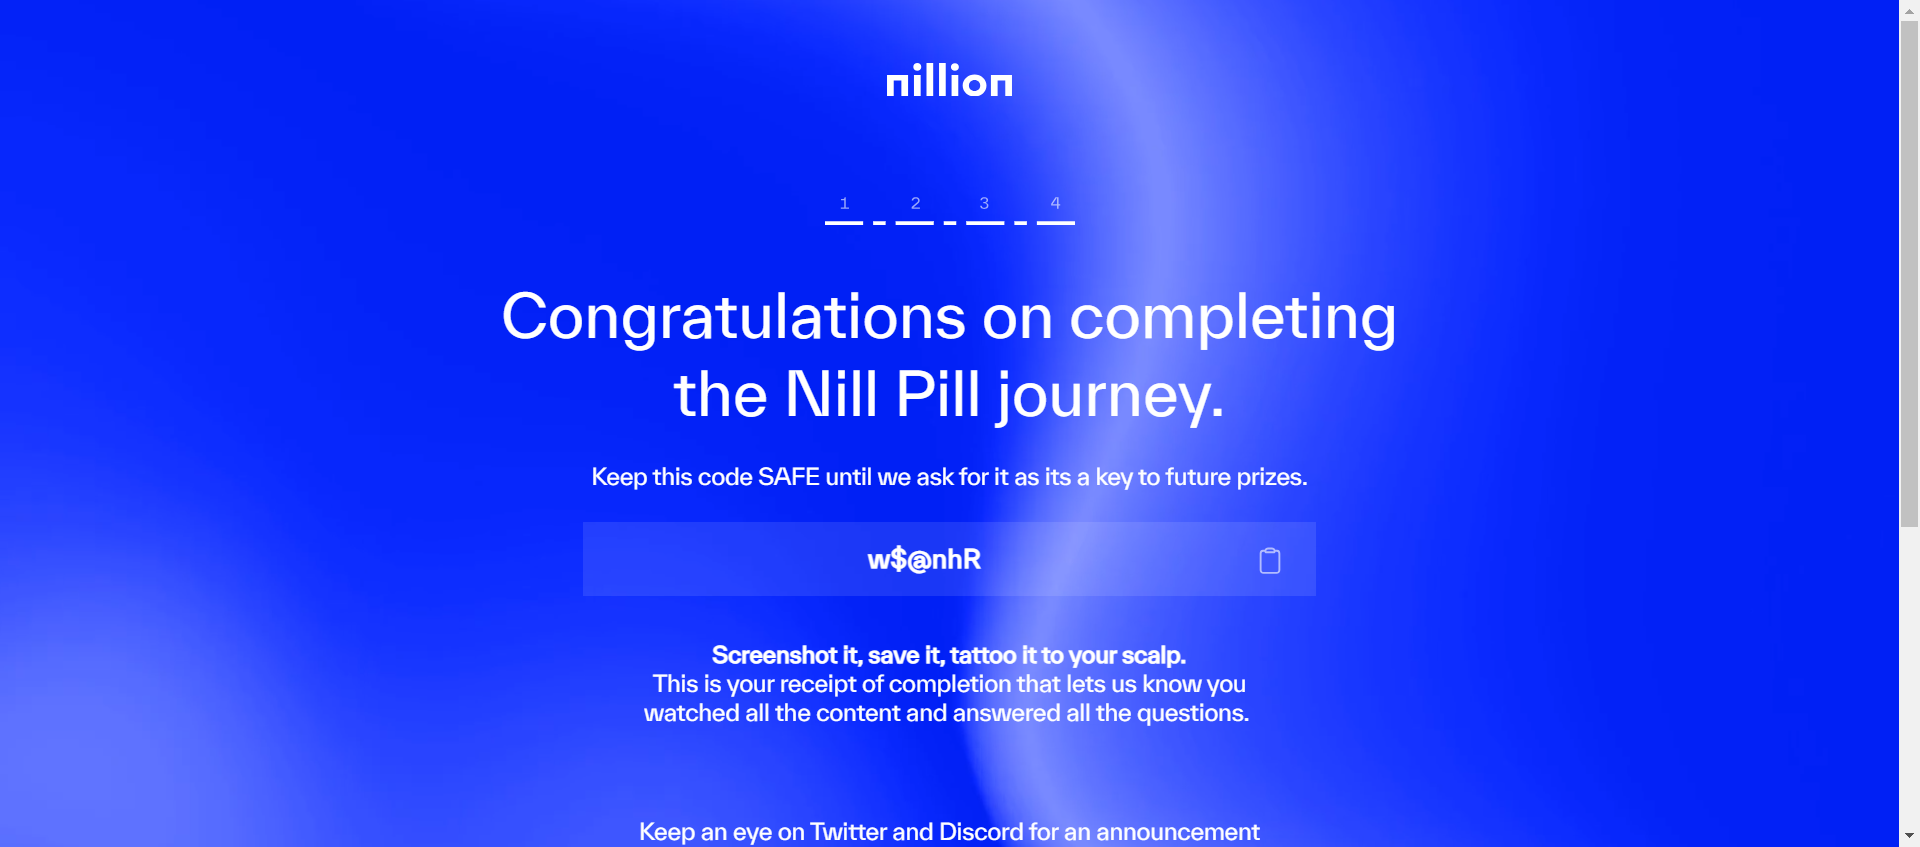 nillion
1 2 3 4
Congratulations on completing
the Nill Pill journey.
Keep this code SAFE until we ask for it as its a key to future prizes.
w$@nhR
Screenshot it, save it, tattoo it to your scalp.
This is your receipt of completion that lets us know you
watched all the content and answered all the questions.
Keep an eye on Twitter and Discord for an announcement